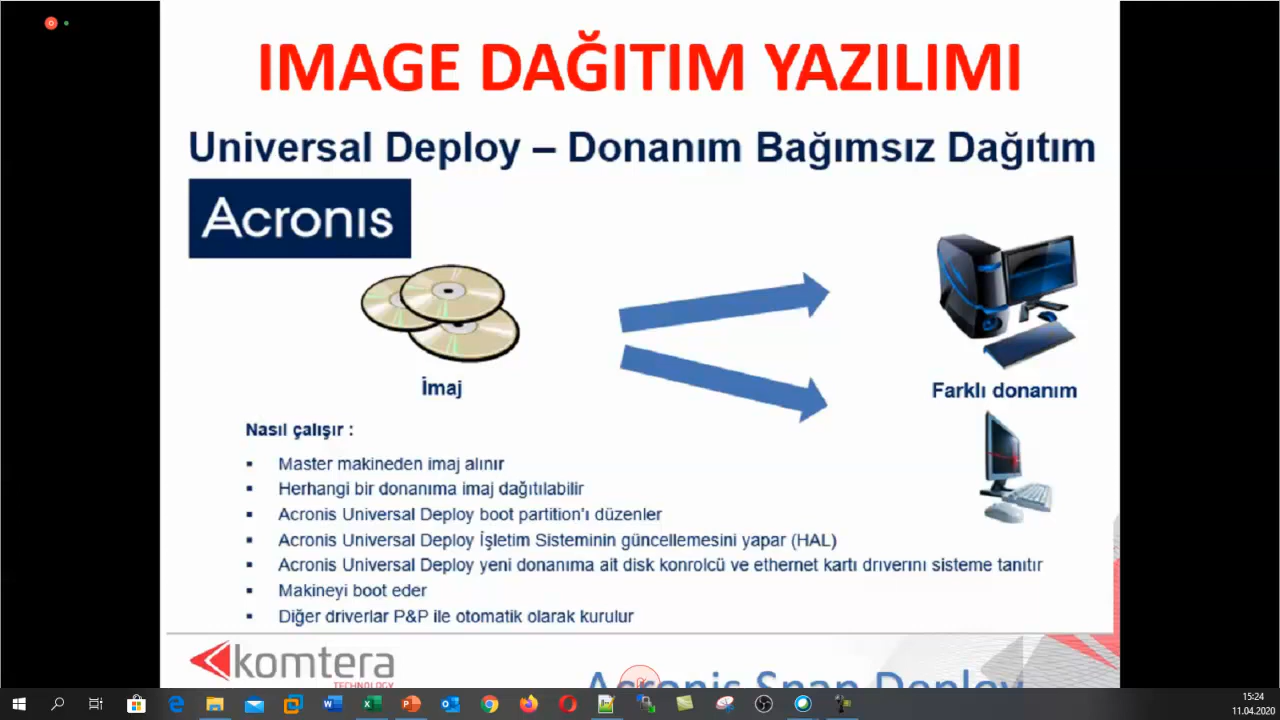 IMAGE DAĞITIM YAZILIMI
Universal Deploy – Donanım Bağımsız Dağıtım
Acronıs
İmaj
Farklı donanım
Nasıl çalışır :
▪ Master makineden imaj alınır
▪ Herhangi bir donanıma imaj dağıtılabilir
▪ Acronis Universal Deploy boot partition'ı düzenler
▪ Acronis Universal Deploy İşletim Sisteminin güncellemesini yapar (HAL)
▪ Acronis Universal Deploy yeni donanıma ait disk konrolcü ve ethernet kartı drıverını sisteme tanıtır
▪ Makineyi boot eder
▪ Diğer driverlar P&P ile otomatik olarak kurulur
komtera
TECHNOLOGY
Acronis Snap Deploy
15:24
11.04.2020